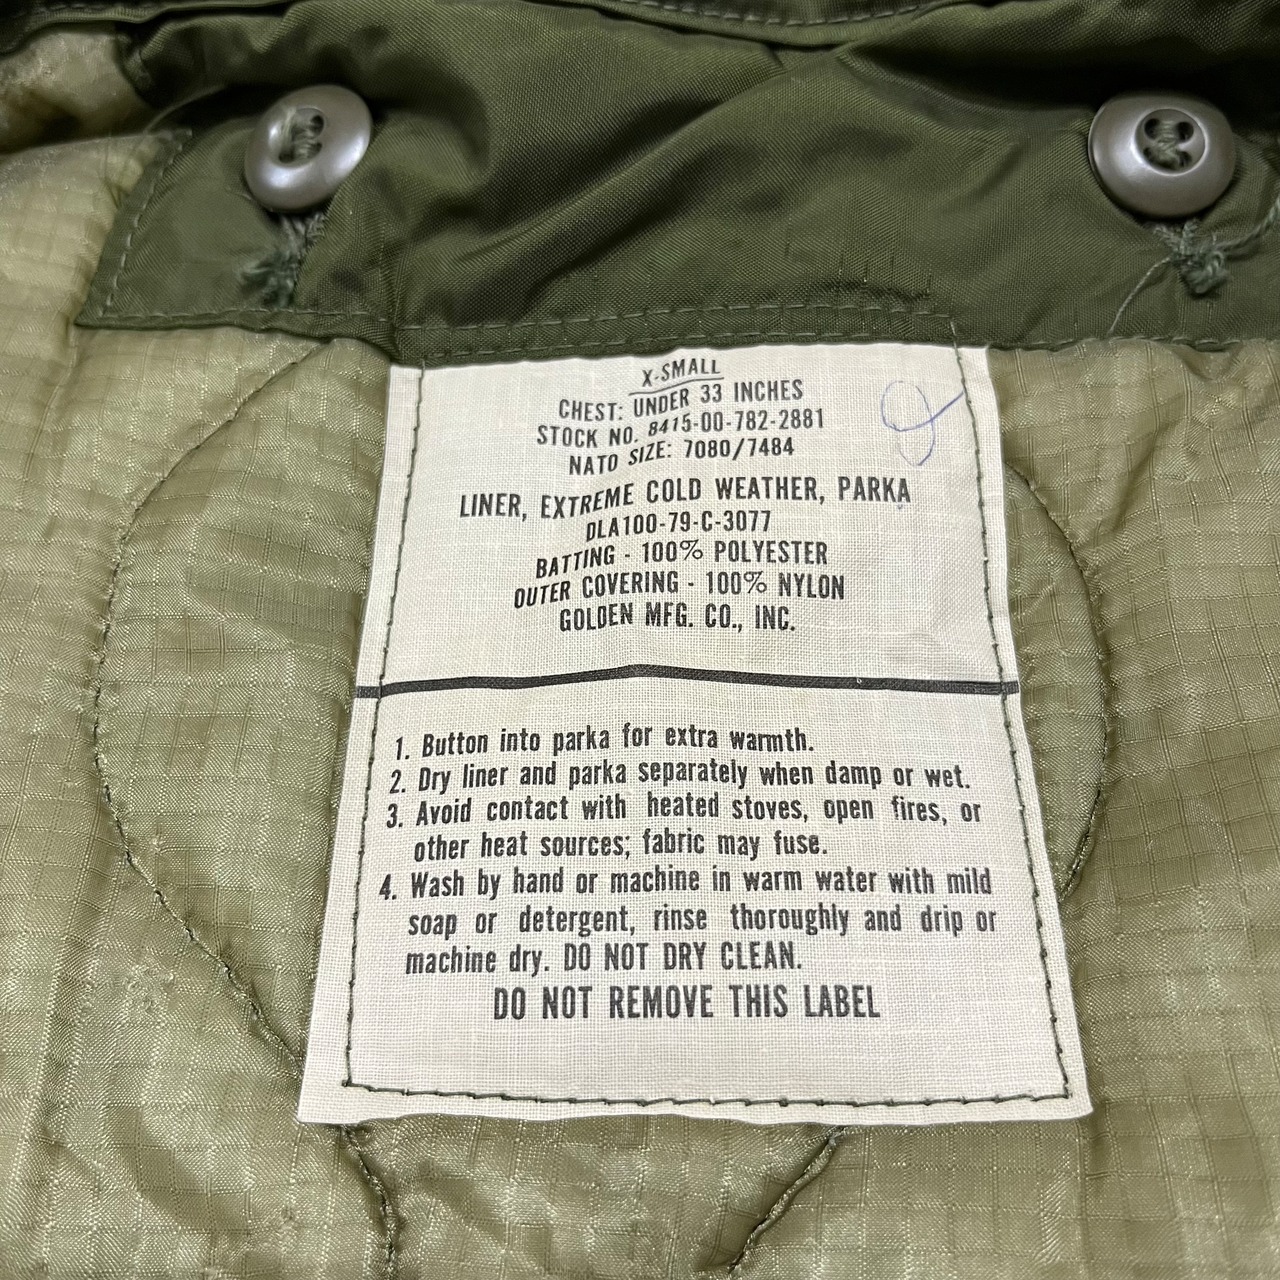 X-SMALL
CHEST: UNDER 33 INCHES
STOCK NO. 8415-00-782-2881
NATO SIZE: 7080/7484
LINER, EXTREME COLD WEATHER, PARKA
DLA100-79-C-3077
BATTING - 100% POLYESTER
OUTER COVERING - 100% NYLON
GOLDEN MFG. CO., INC.
1. Button into parka for extra warmth.
2. Dry liner and parka separately when damp or wet.
3. Avoid contact with heated stoves, open fires, or
other heat sources; fabric may fuse.
4. Wash by hand or machine in warm water with mild
soap or detergent, rinse thoroughly and drip or
machine dry. DO NOT DRY CLEAN.
DO NOT REMOVE THIS LABEL